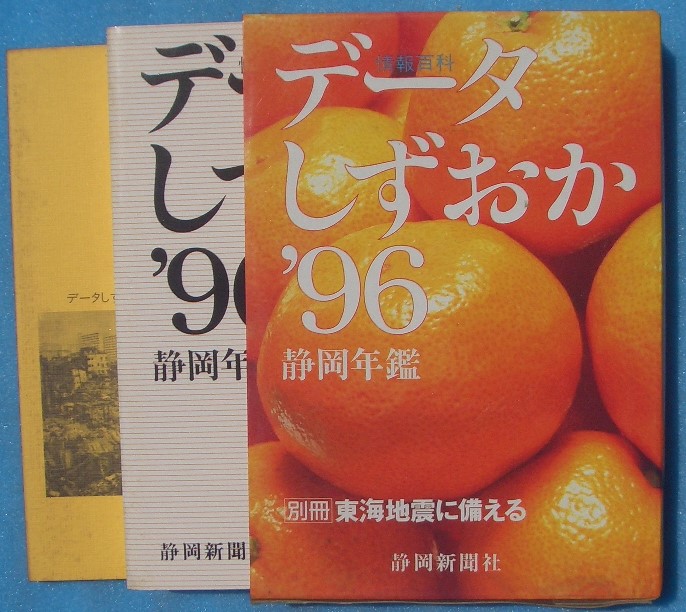 データし
デー
しず
'96
静岡年
静岡新聞
情報百科
データ
しずおか
'96
静岡年鑑
別冊 東海地震に備える
静岡新聞社